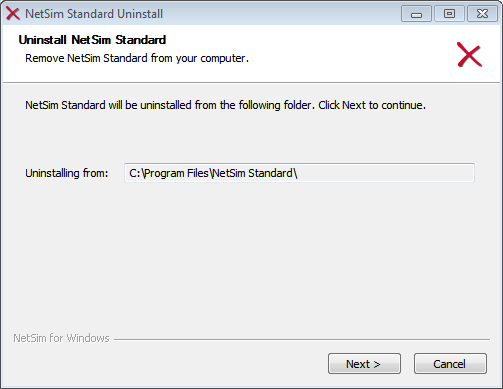 NetSim Standard Uninstall
Uninstall NetSim Standard
Remove NetSim Standard from your computer.
NetSim Standard will be uninstalled from the following folder. Click Next to continue.
Uninstalling from: C:\Program Files\NetSim Standard\
NetSim for Windows
Next > Cancel